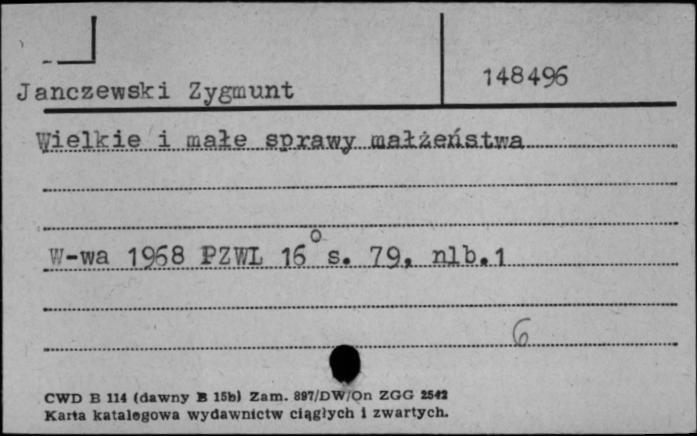 148496
Janczewski Zygmunt
Wielkie i małe sprawy małżeństwa
W-wa 1968 PZWL 16° s. 79, nlb.1
6
CWD B 114 (dawny B 15b) Zam. 897/DW/On ZGG 2542
Karta katalogowa wydawnictw ciągłych i zwartych.